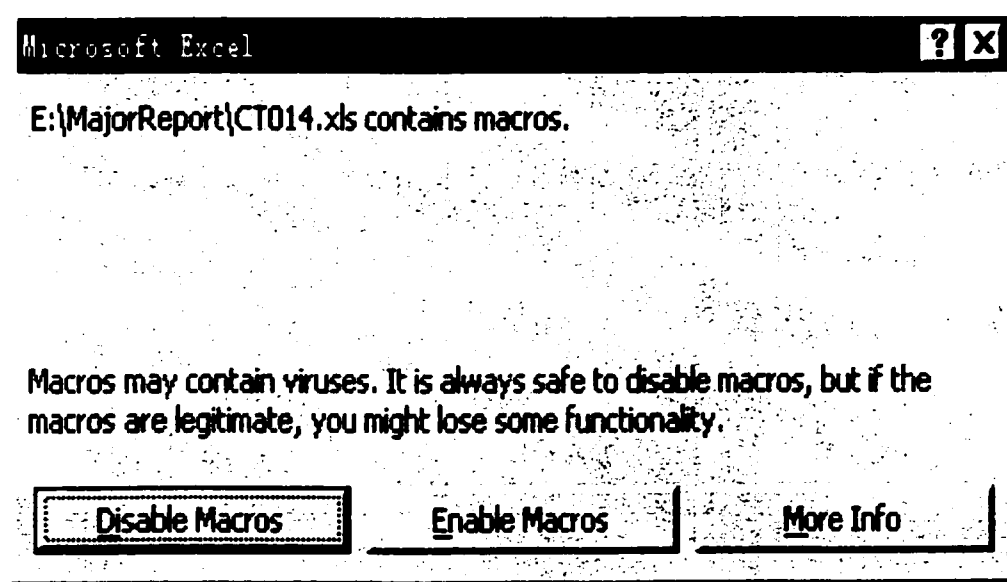 Microsoft Excel
E:\MajorReport\CT014.xls contains macros.
Macros may contain viruses. It is always safe to disable macros, but if the
macros are legitimate, you might lose some functionality.
Disable Macros Enable Macros More Info